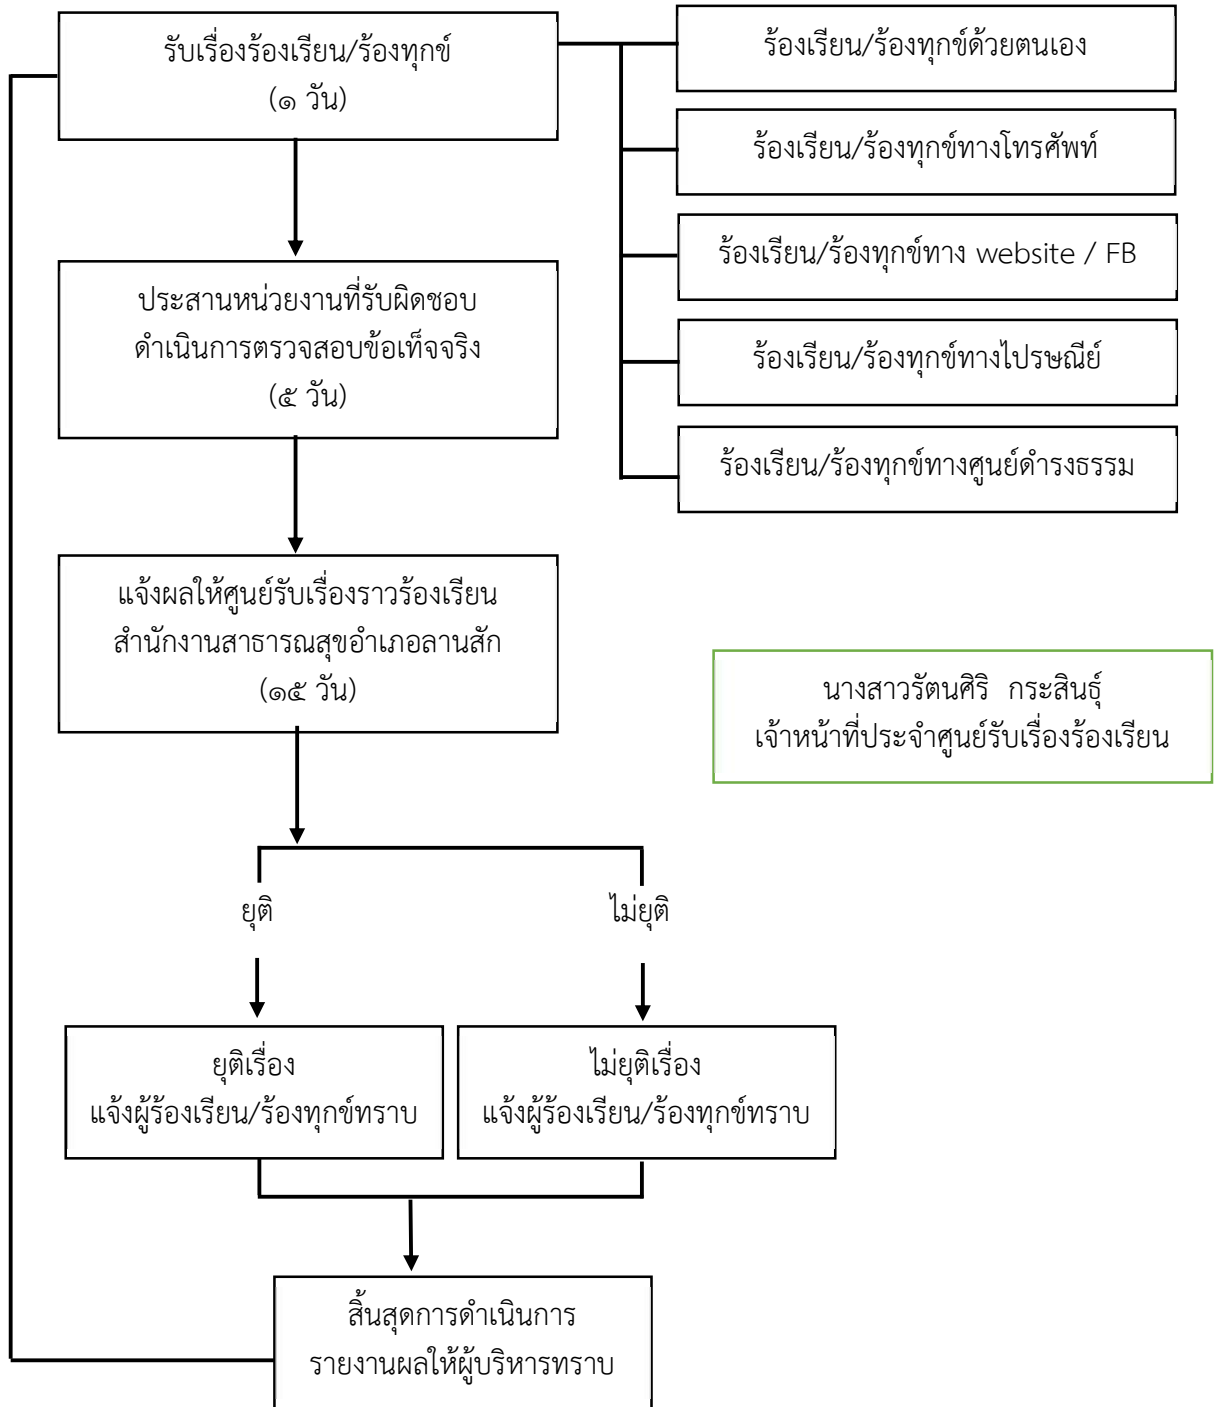 รับเรื่องร้องเรียน/ร้องทุกข์
(๑ วัน)
ร้องเรียน/ร้องทุกข์ด้วยตนเอง
ร้องเรียน/ร้องทุกข์ทางโทรศัพท์
ร้องเรียน/ร้องทุกข์ทาง website / FB
ร้องเรียน/ร้องทุกข์ทางไปรษณีย์
ร้องเรียน/ร้องทุกข์ทางศูนย์ดำรงธรรม
ประสานหน่วยงานที่รับผิดชอบ
ดำเนินการตรวจสอบข้อเท็จจริง
(๕ วัน)
แจ้งผลให้ศูนย์รับเรื่องราวร้องเรียน
สำนักงานสาธารณสุขอำเภอลานสัก
(๑๕ วัน)
นางสาวรัตนศิริ กระสินธุ์
เจ้าหน้าที่ประจำศูนย์รับเรื่องร้องเรียน
ยุติ
ไม่ยุติ
ยุติเรื่อง
แจ้งผู้ร้องเรียน/ร้องทุกข์ทราบ
ไม่ยุติเรื่อง
แจ้งผู้ร้องเรียน/ร้องทุกข์ทราบ
สิ้นสุดการดำเนินการ
รายงานผลให้ผู้บริหารทราบ